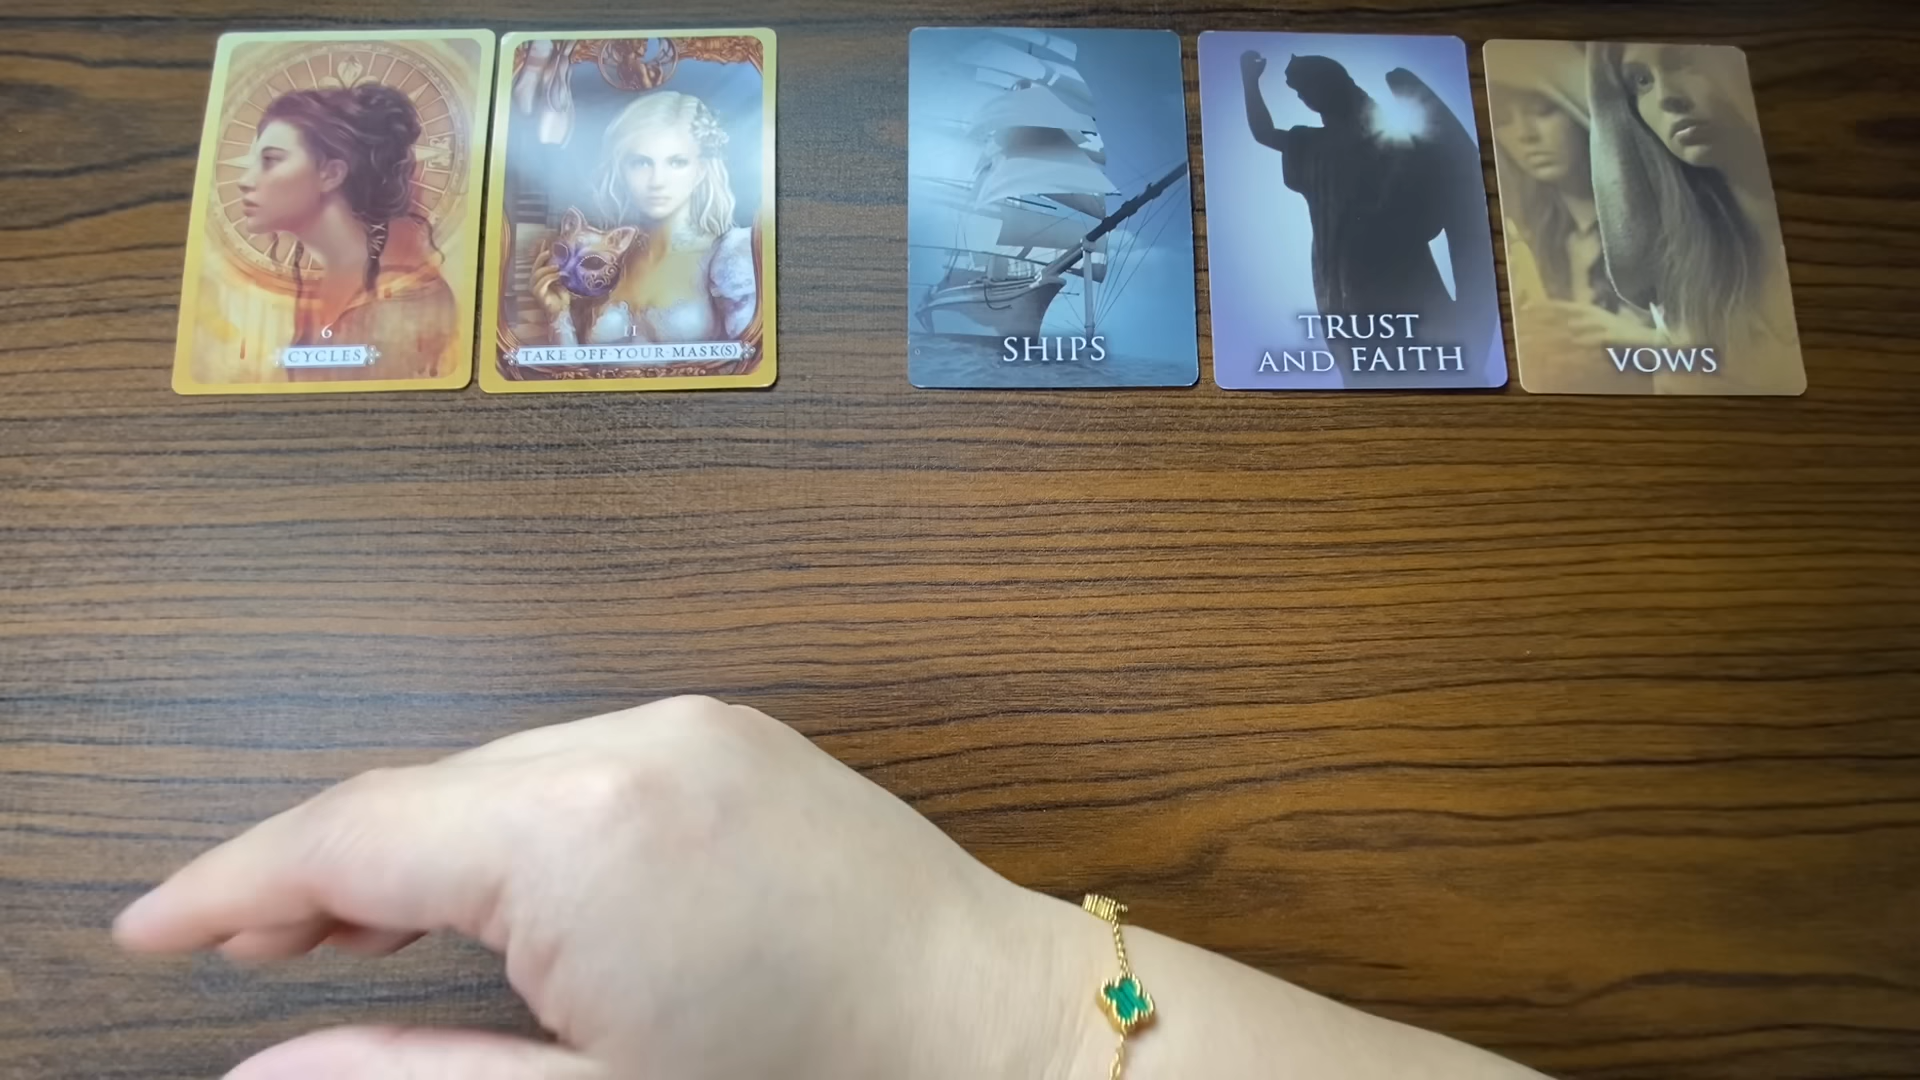 6
CYCLES
11
TAKE OFF YOUR MASK(S)
SHIPS
TRUST
AND FAITH
VOWS